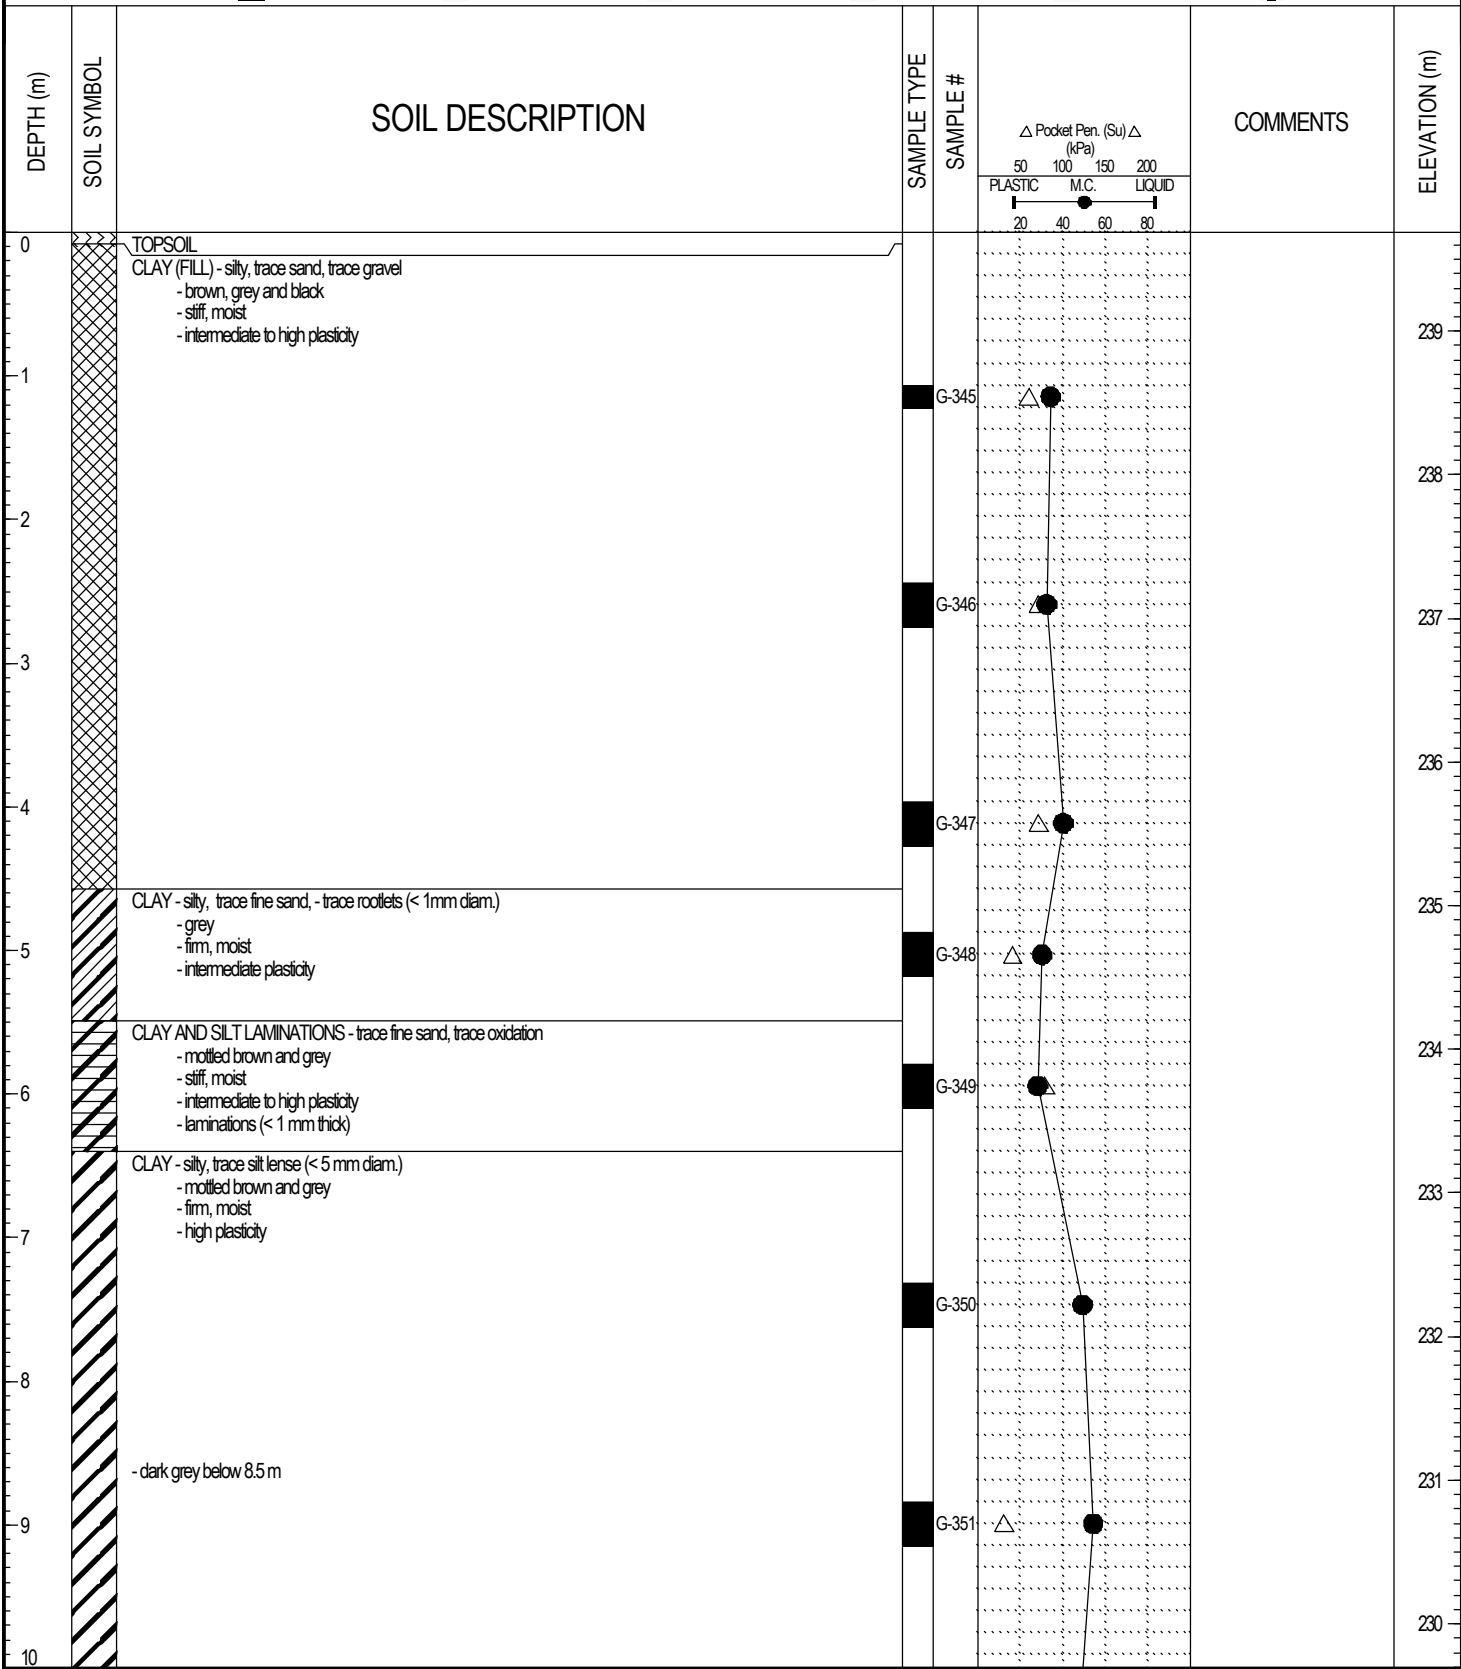 DEPTH (m)
SOIL SYMBOL
SOIL DESCRIPTION
SAMPLE TYPE
SAMPLE #
△ Pocket Pen. (Su) △
(kPa)
50 100 150 200
PLASTIC M.C. LIQUID
20 40 60 80
COMMENTS
ELEVATION (m)
0
TOPSOIL
CLAY (FILL) - silty, trace sand, trace gravel
- brown, grey and black
- stiff, moist
- intermediate to high plasticity
239
1
G-345
238
2
G-346
237
3
236
4
G-347
CLAY - silty, trace fine sand, - trace rootlets (< 1mm diam.)
235
- grey
- firm, moist
5
G-348
- intermediate plasticity
CLAY AND SILT LAMINATIONS - trace fine sand, trace oxidation
234
- mottled brown and grey
- stiff, moist
6
G-349
- intermediate to high plasticity
- laminations (< 1 mm thick)
CLAY - silty, trace silt lense (< 5 mm diam.)
- mottled brown and grey
233
- firm, moist
- high plasticity
7
G-350
232
8
- dark grey below 8.5 m
231
9
G-351
230
10